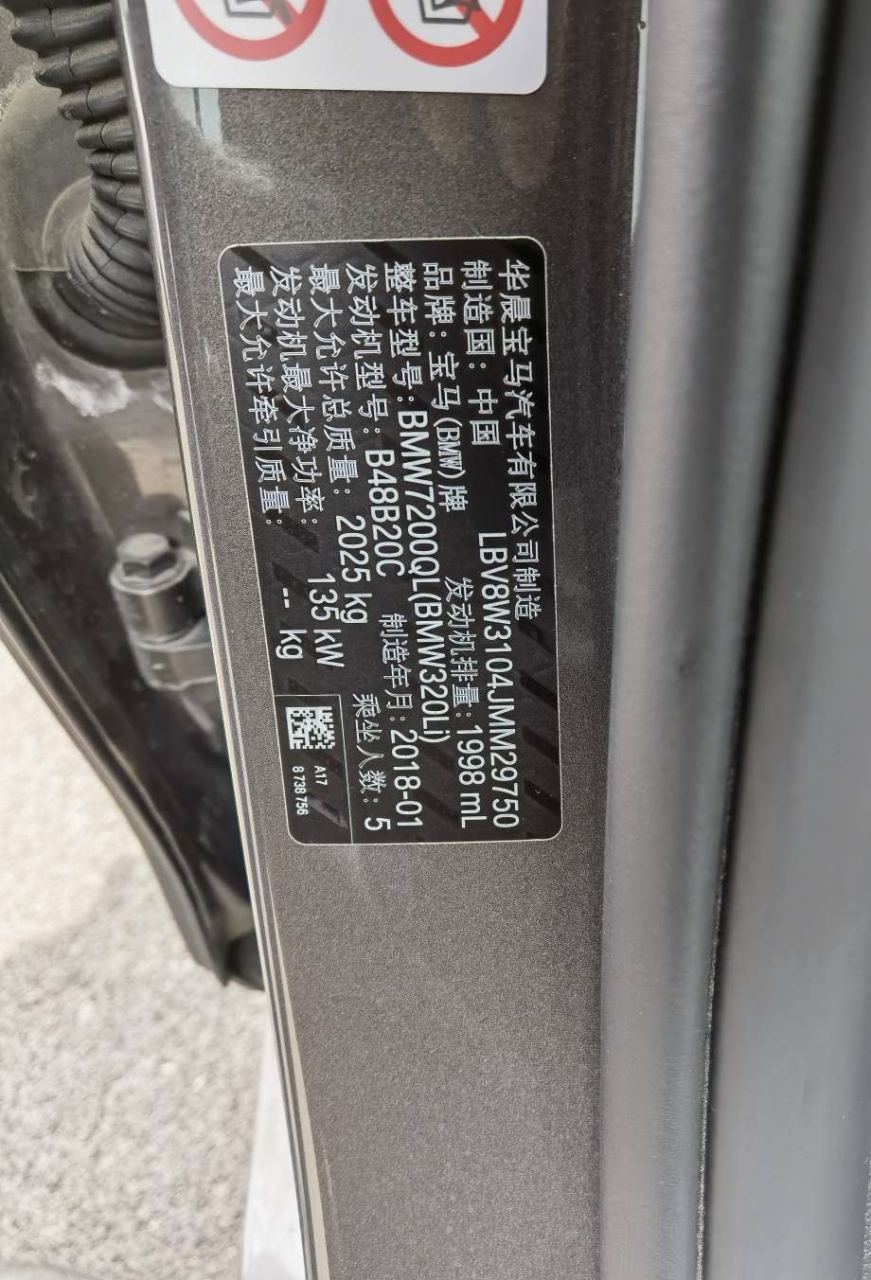 华晨宝马汽车有限公司制造
制造国：中国 LBV8W3104JMM29750
品牌：宝马(BMW)牌 发动机排量：1998 mL
整车型号：BMW7200QL(BMW320Li)
发动机型号：B48B20C 制造年月：2018-01
最大允许总质量：2025 kg 乘坐人数：5
发动机最大净功率：135 kW
最大允许牵引质量：-- kg
A17
8 738 756